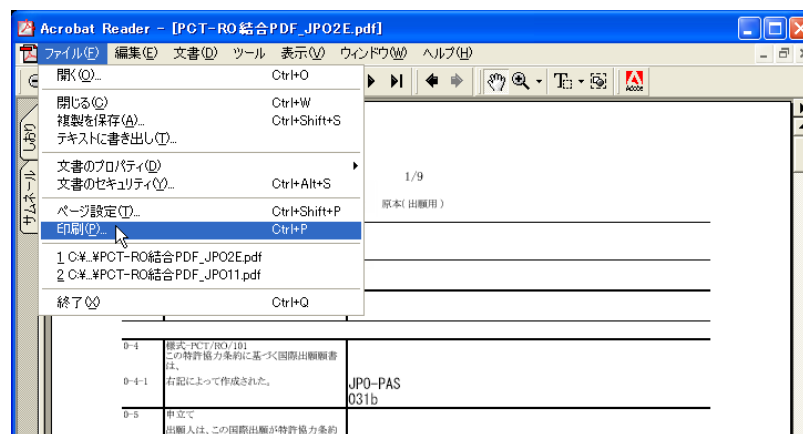 Acrobat Reader - [PCT-RO結合PDF_JPO2E.pdf]
ファイル(F) 編集(E) 文書(D) ツール 表示(V) ウィンドウ(W) ヘルプ(H)
開く(O)... Ctrl+O
閉じる(C) Ctrl+W
複製を保存(A)... Ctrl+Shift+S
テキストに書き出し(T)...
文書のプロパティ(D)
文書のセキュリティ(Y)... Ctrl+Alt+S
ページ設定(T)... Ctrl+Shift+P
印刷(P)... Ctrl+P
1 C:¥...¥PCT-RO結合PDF_JPO2E.pdf
2 C:¥...¥PCT-RO結合PDF_JPO11.pdf
終了(X) Ctrl+Q
しおり
サムネール
Adobe
1/9
原本(出願用)
0-4 様式-PCT/RO/101
この特許協力条約に基づく国際出願願書
は、
0-4-1 右記によって作成された。 JPO-PAS
031b
0-5 申立て
出願人は、この国際出願が特許協力条約